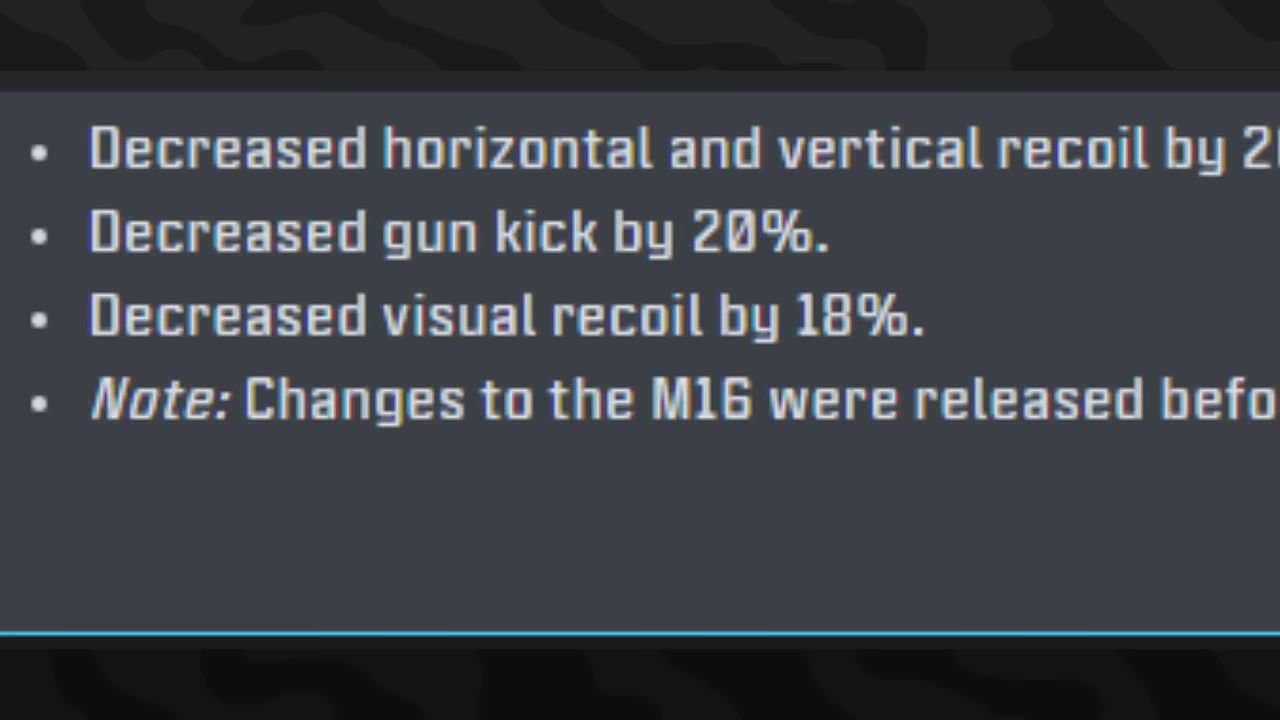 • Decreased horizontal and vertical recoil by
• Decreased gun kick by 20%.
• Decreased visual recoil by 18%.
• Note: Changes to the M16 were released